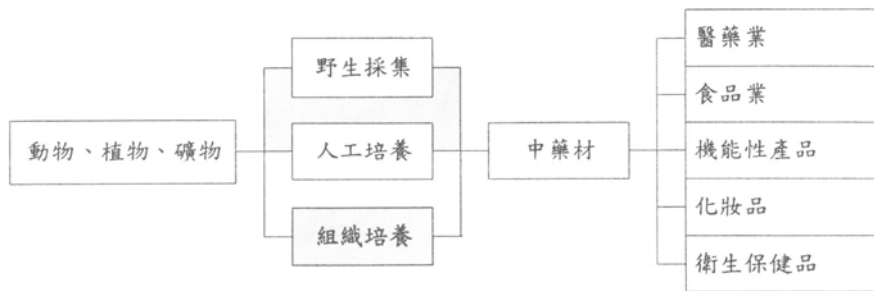 動物、植物、礦物
野生採集
人工培養
組織培養
中藥材
醫藥業
食品業
機能性產品
化妝品
衛生保健品